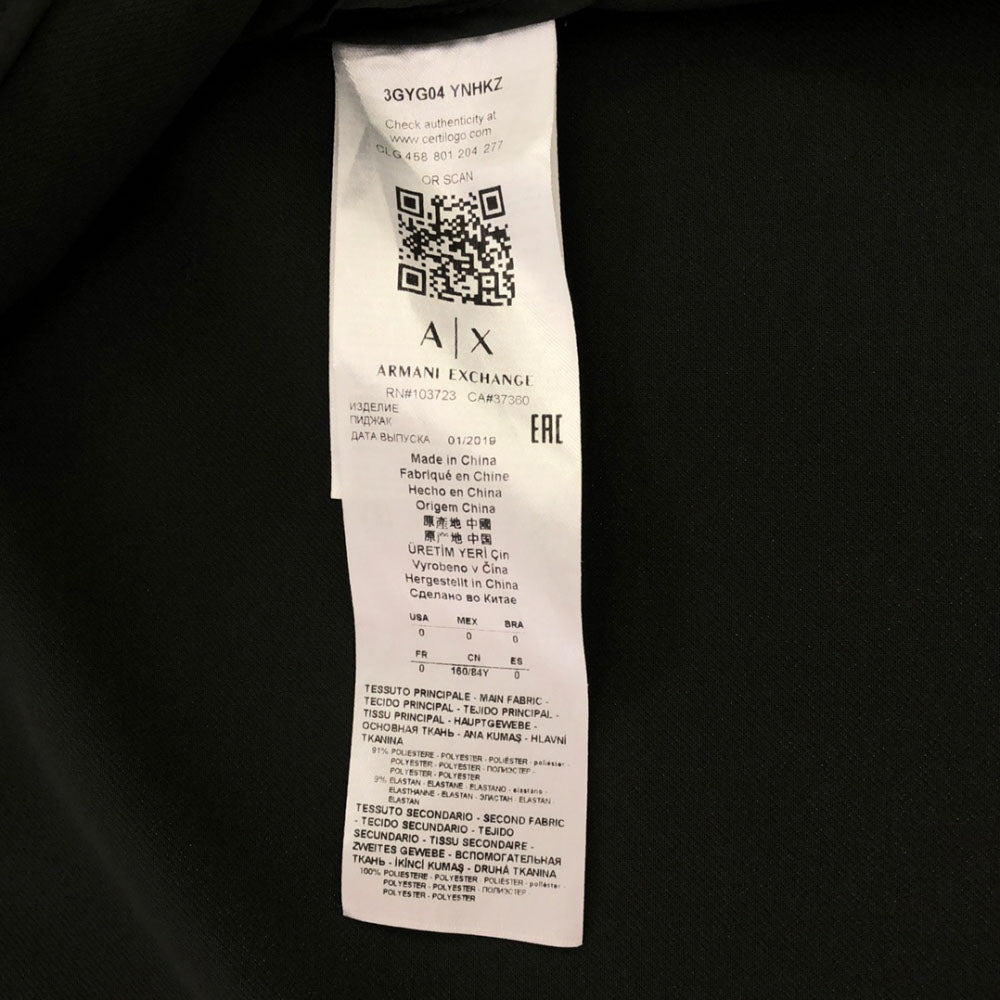 3GYG04 YNHKZ
Check authenticity at
www.certilogo.com
CLG 458 801 204 277
OR SCAN
A|X
ARMANI EXCHANGE
RN#103723 CA#37360
ИЗДЕЛИЕ
ПИДЖАК
ДАТА ВЫПУСКА 01/2019
EAC
Made in China
Fabriqué en Chine
Hecho en China
Origem China
原產地 中國
原产地 中国
ÜRETİM YERİ Çin
Vyrobeno v Čína
Hergestellt in China
Сделано во Китае
USA MEX BRA
0 0 0
FR CN ES
0 160/84Y 0
TESSUTO PRINCIPALE - MAIN FABRIC -
TECIDO PRINCIPAL - TEJIDO PRINCIPAL -
TISSU PRINCIPAL - HAUPTGEWEBE -
ОСНОВНАЯ ТКАНЬ - ANA KUMAŞ - HLAVNÍ
TKANINA
91% POLIESTERE - POLYESTER - POLIÉSTER - poliéster -
POLYESTER - POLYESTER - ПОЛИЭСТЕР -
POLYESTER - POLYESTER
9% ELASTAN - ELASTANE - ELASTANO - elastano -
ELASTHANNE - ELASTAN - ЭЛАСТАН - ELASTAN -
ELASTAN
TESSUTO SECONDARIO - SECOND FABRIC
- TECIDO SECUNDARIO - TEJIDO
SECUNDARIO - TISSU SECONDAIRE -
ZWEITES GEWEBE - ВСПОМОГАТЕЛЬНАЯ
ТКАНЬ - İKİNCİ KUMAŞ - DRUHÁ TKANINA
100% POLIESTERE - POLYESTER - POLIÉSTER - poliéster -
POLYESTER - POLYESTER - ПОЛИЭСТЕР -
POLYESTER - POLYESTER